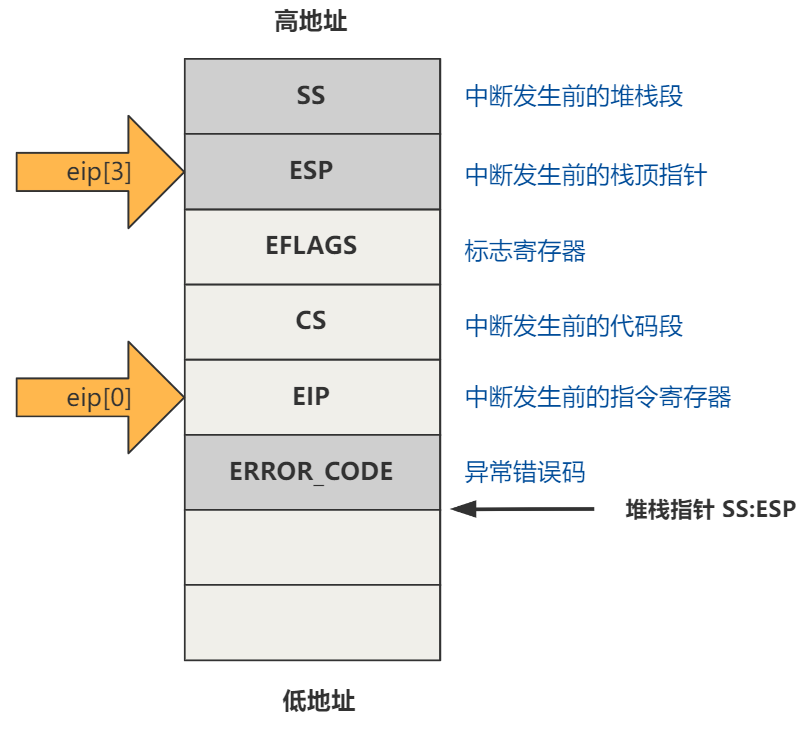 高地址
SS
中断发生前的堆栈段
eip[3]
ESP
中断发生前的栈顶指针
EFLAGS
标志寄存器
CS
中断发生前的代码段
eip[0]
EIP
中断发生前的指令寄存器
ERROR_CODE
异常错误码
堆栈指针 SS:ESP
低地址